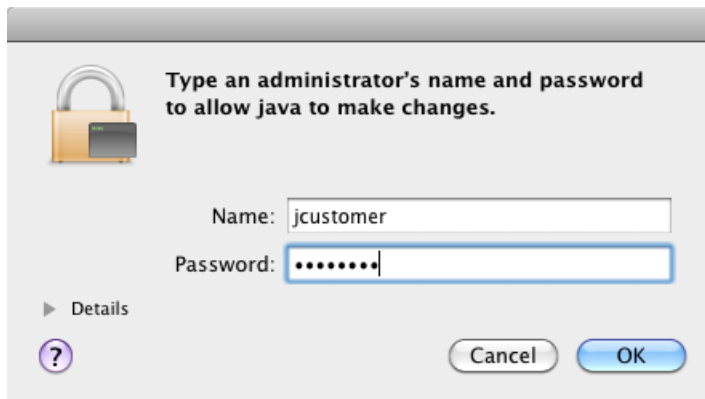 Type an administrator's name and password
to allow java to make changes.
Name: jcustomer
Password: ••••••••
Details
?
Cancel OK